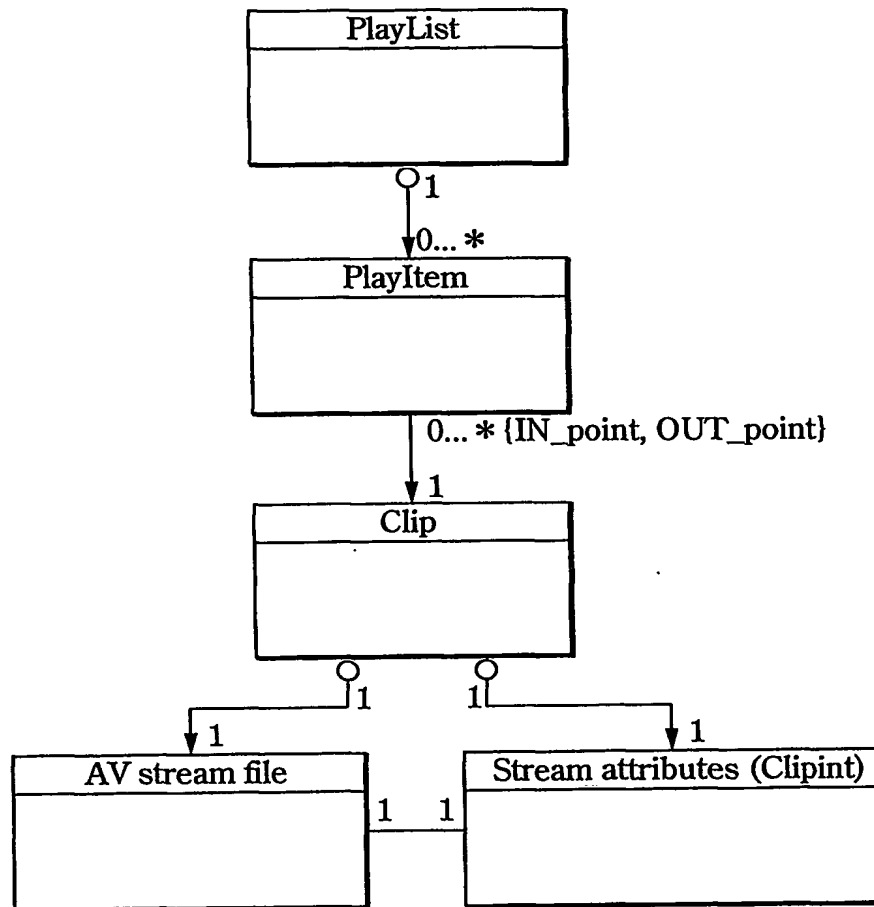 PlayList
1
0... *
PlayItem
0... * {IN_point, OUT_point}
1
Clip
1 1
1 1
AV stream file Stream attributes (Clipint)
1 1